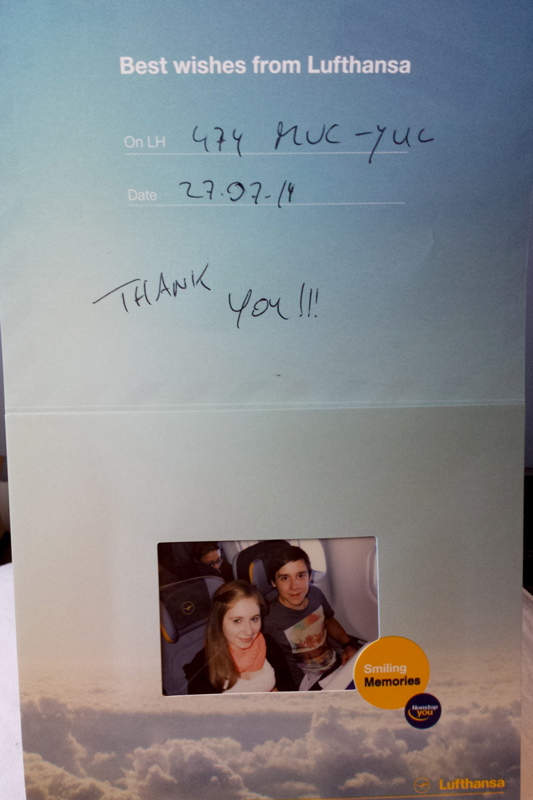 Best wishes from Lufthansa
On LH 474 MUC-YUL
Date 27.07.14
THANK YOU!!!
Smiling
Memories
Nonstop
you
Lufthansa